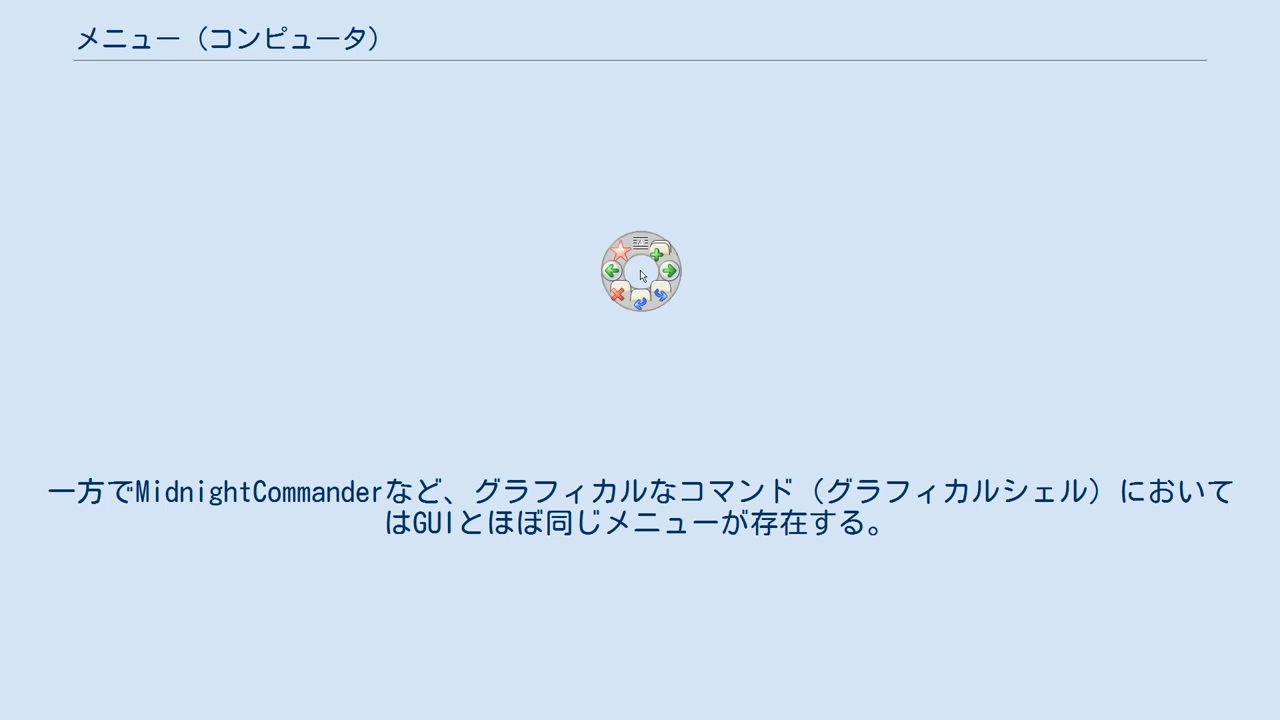 メニュー（コンピュータ）
一方でMidnightCommanderなど、グラフィカルなコマンド（グラフィカルシェル）において
はGUIとほぼ同じメニューが存在する。